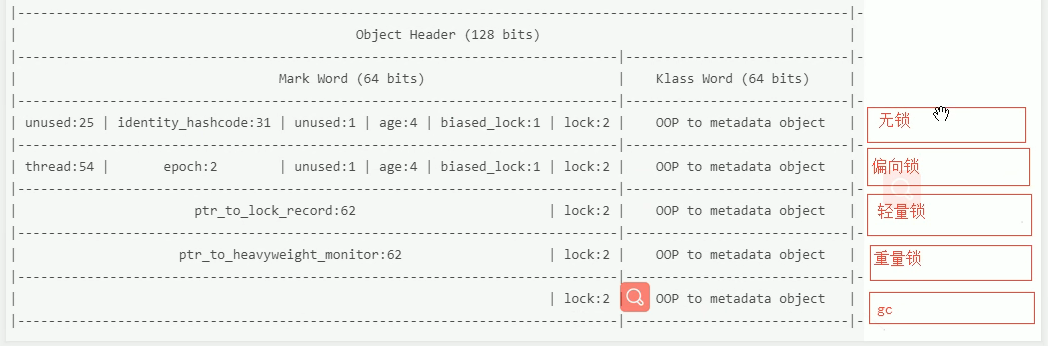 Object Header (128 bits)
Mark Word (64 bits) | Klass Word (64 bits)
unused:25 | identity_hashcode:31 | unused:1 | age:4 | biased_lock:1 | lock:2 | OOP to metadata object | 无锁
thread:54 | epoch:2 | unused:1 | age:4 | biased_lock:1 | lock:2 | OOP to metadata object | 偏向锁
ptr_to_lock_record:62 | lock:2 | OOP to metadata object | 轻量锁
ptr_to_heavyweight_monitor:62 | lock:2 | OOP to metadata object | 重量锁
| lock:2 | OOP to metadata object | gc